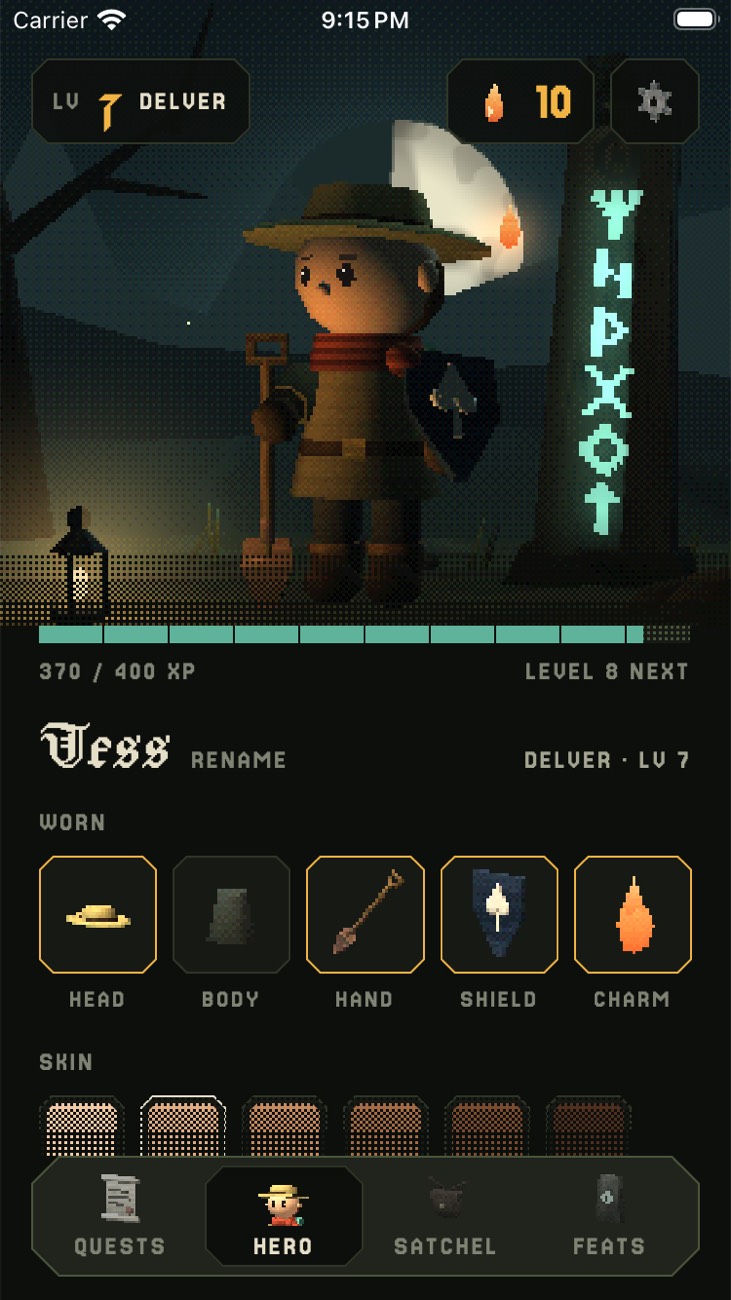 Carrier 9:15 PM
LV 7 DELVER 10
ᛉᚺᚹᚷᛟᛏ
370 / 400 XP LEVEL 8 NEXT
Vess RENAME DELVER · LV 7
WORN
HEAD BODY HAND SHIELD CHARM
SKIN
QUESTS HERO SATCHEL FEATS